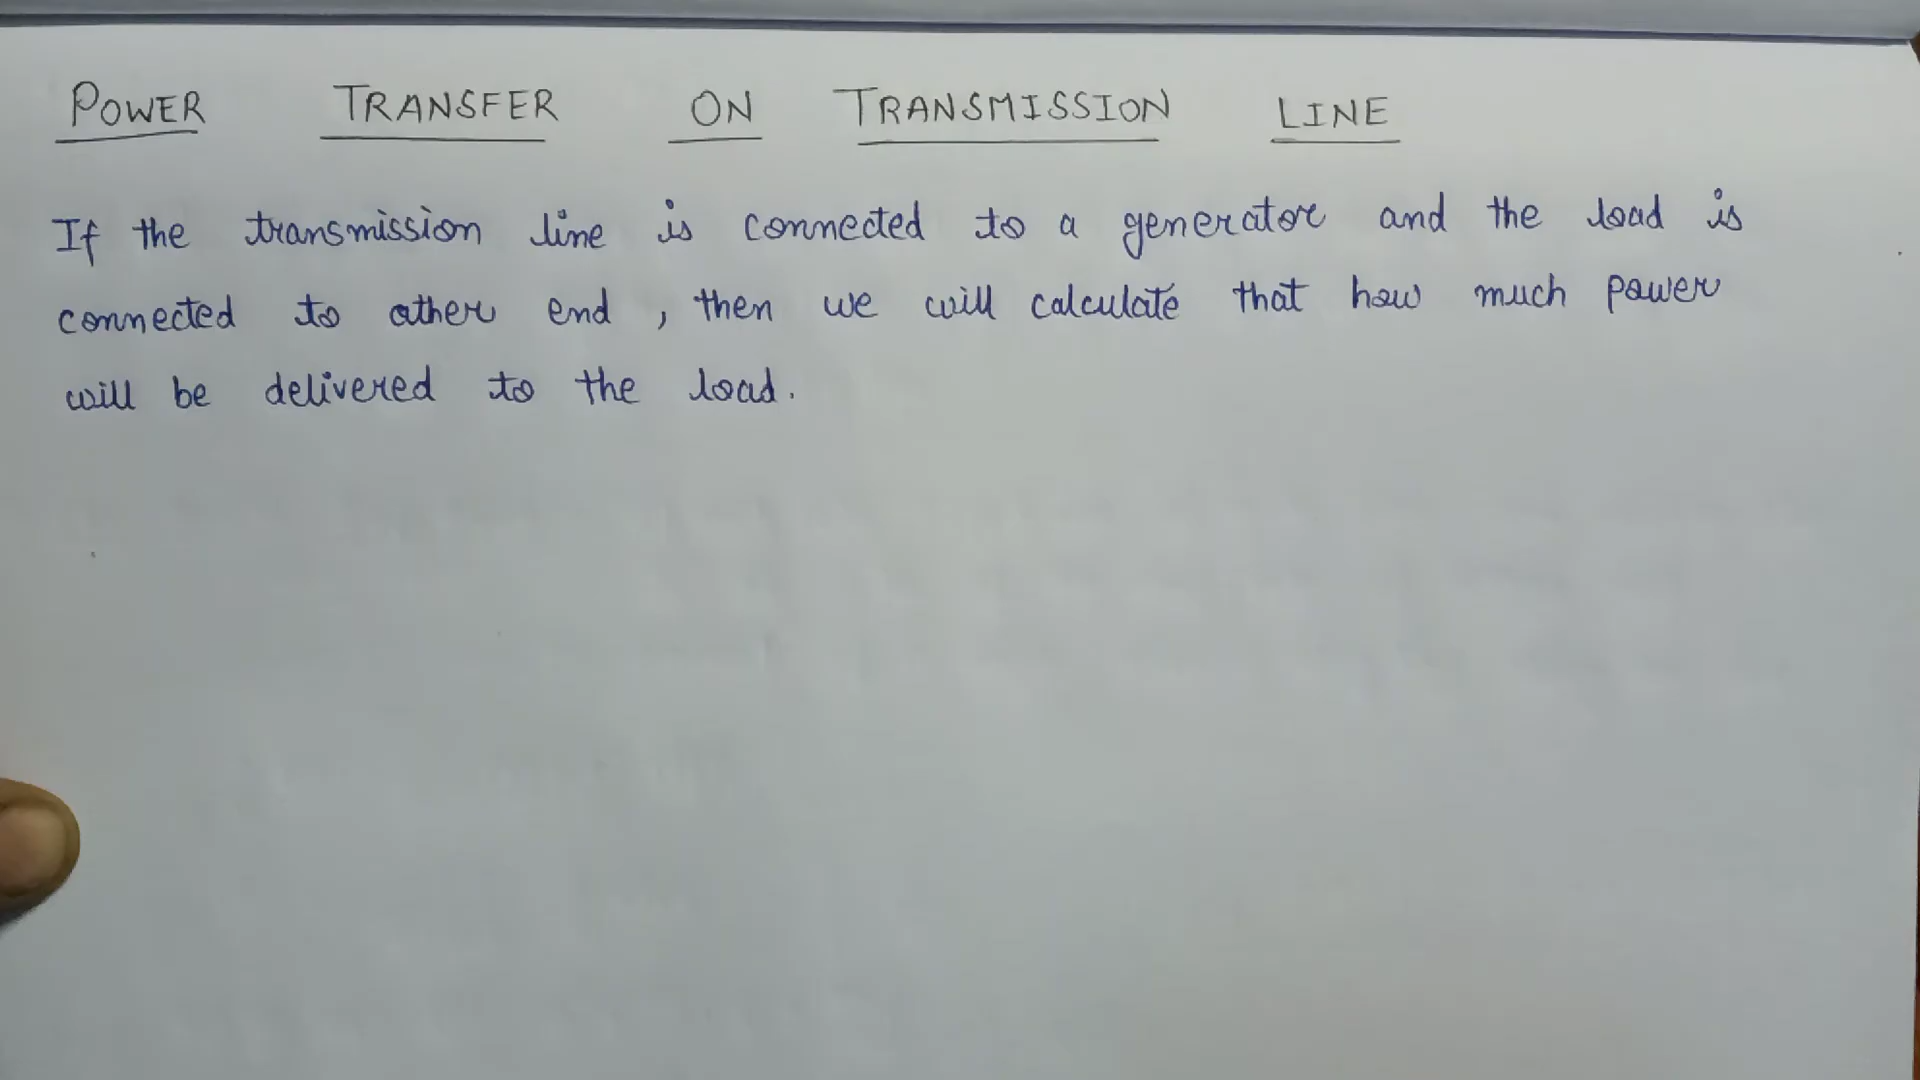 POWER TRANSFER ON TRANSMISSION LINE
If the transmission line is connected to a generator and the load is
connected to other end, then we will calculate that how much power
will be delivered to the load.